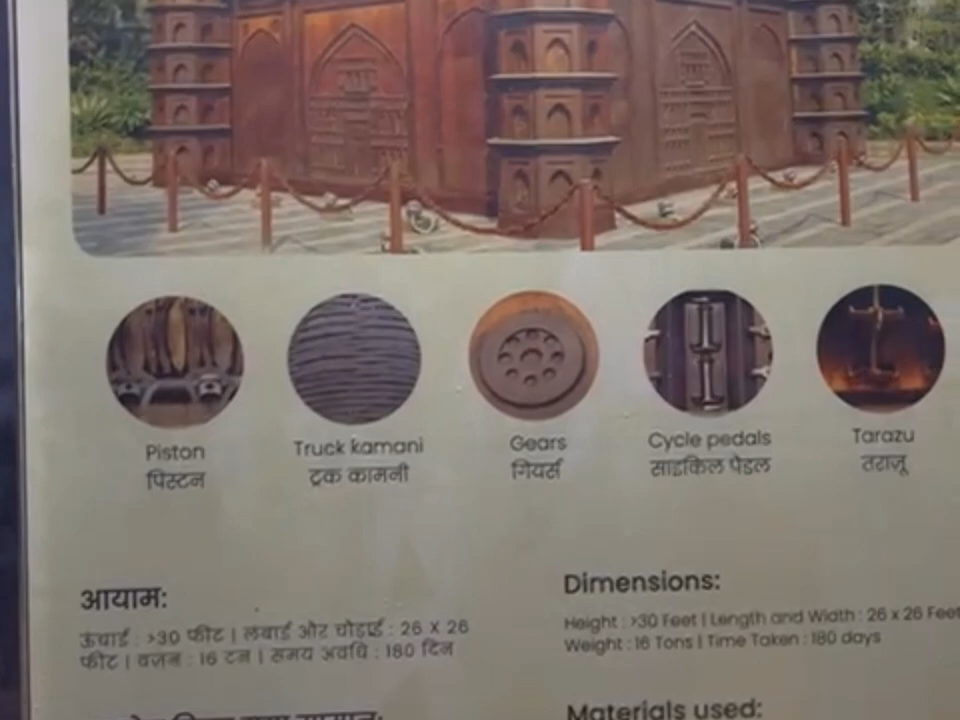 Piston
पिस्टन
Truck kamani
ट्रक कामनी
Gears
गियर्स
Cycle pedals
साइकिल पेडल
Tarazu
तराज़ू
आयाम:
ऊंचाई : >30 फीट | लंबाई और चौड़ाई : 26 x 26
फीट | वज़न : 16 टन | समय अवधि : 180 दिन
Dimensions:
Height : >30 Feet | Length and Width : 26 x 26 Feet
Weight : 16 Tons | Time Taken : 180 days
Materials used: